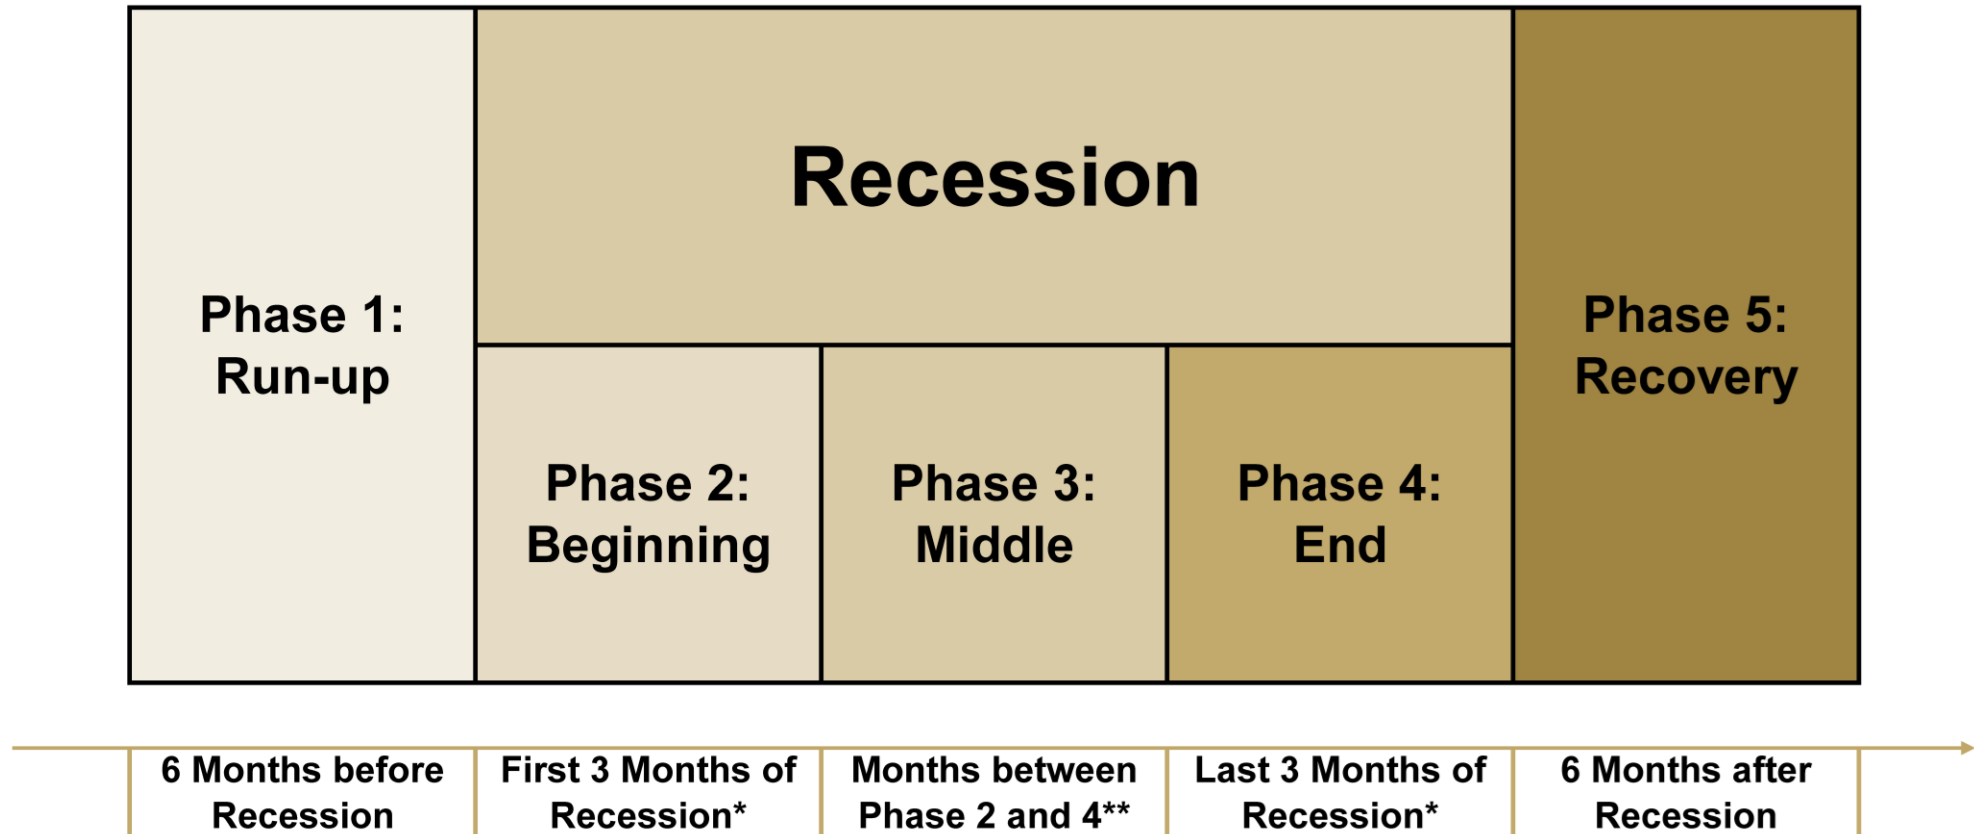 Recession
Phase 1:
Run-up
Phase 5:
Recovery
Phase 2:
Beginning
Phase 3:
Middle
Phase 4:
End
6 Months before
Recession
First 3 Months of
Recession*
Months between
Phase 2 and 4**
Last 3 Months of
Recession*
6 Months after
Recession